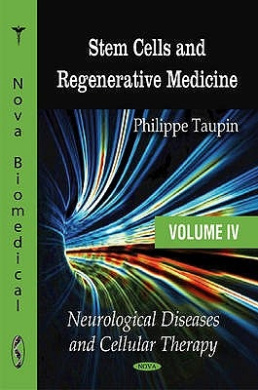 Stem Cells and
Regenerative Medicine
Philippe Taupin
Nova Biomedical
VOLUME IV
Neurological Diseases
and Cellular Therapy
NOVA